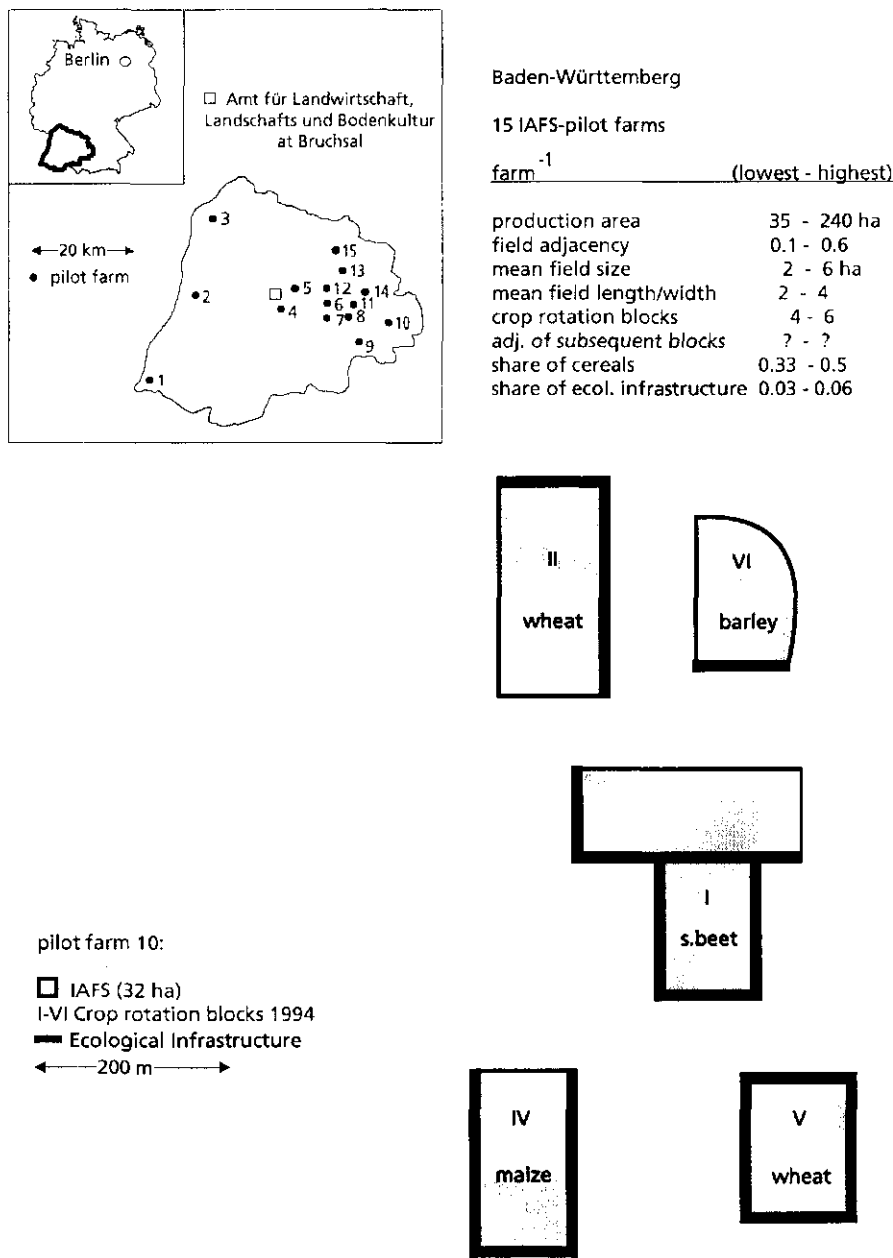 Berlin
□ Amt für Landwirtschaft,
Landschafts und Bodenkultur
at Bruchsal
20 km
• pilot farm
3
15
13
5
12
14
2
6
11
4
7
8
10
9
1
Baden-Württemberg
15 IAFS-pilot farms
farm -1 (lowest - highest)
production area 35 - 240 ha
field adjacency 0.1 - 0.6
mean field size 2 - 6 ha
mean field length/width 2 - 4
crop rotation blocks 4 - 6
adj. of subsequent blocks ? - ?
share of cereals 0.33 - 0.5
share of ecol. infrastructure 0.03 - 0.06
II
wheat
VI
barley
I
s.beet
pilot farm 10:
IAFS (32 ha)
I-VI Crop rotation blocks 1994
Ecological Infrastructure
200 m
IV
maize
V
wheat